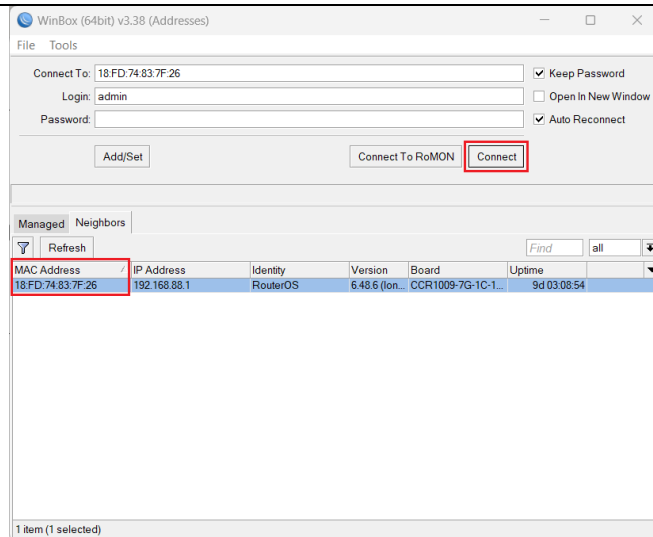 WinBox (64bit) v3.38 (Addresses)
File Tools
Connect To: 18:FD:74:83:7F:26
Keep Password
Login: admin
Open In New Window
Password:
Auto Reconnect
Add/Set Connect To RoMON Connect
Managed Neighbors
Refresh Find all
MAC Address / IP Address Identity Version Board Uptime
18:FD:74:83:7F:26 192.168.88.1 RouterOS 6.48.6 (lon... CCR1009-7G-1C-1... 9d 03:08:54
1 item (1 selected)